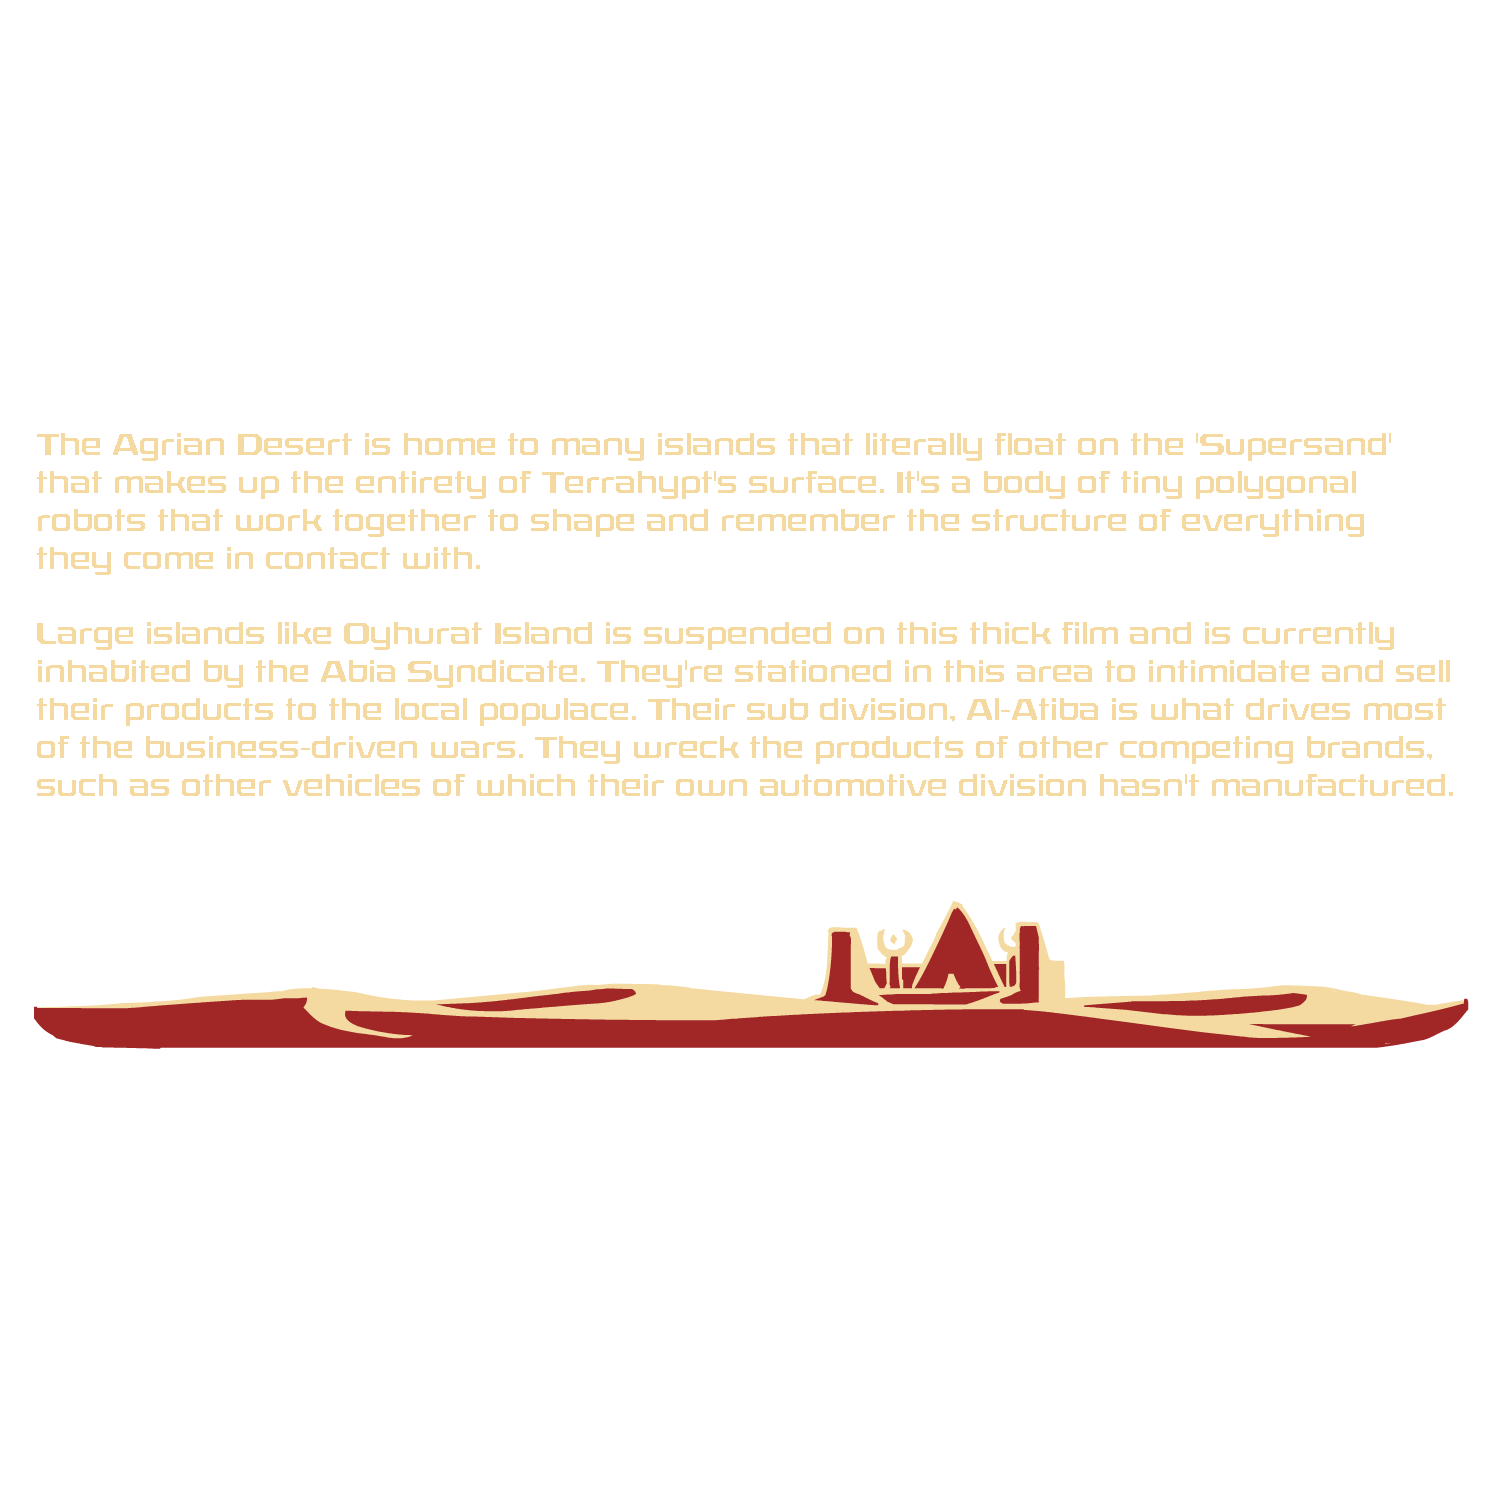 The Agrian Desert is home to many islands that literally float on the 'Supersand'
that makes up the entirety of Terrahypt's surface. It's a body of tiny polygonal
robots that work together to shape and remember the structure of everything
they come in contact with.
Large islands like Oyhurat Island is suspended on this thick film and is currently
inhabited by the Abia Syndicate. They're stationed in this area to intimidate and sell
their products to the local populace. Their sub division, Al-Atiba is what drives most
of the business-driven wars. They wreck the products of other competing brands,
such as other vehicles of which their own automotive division hasn't manufactured.